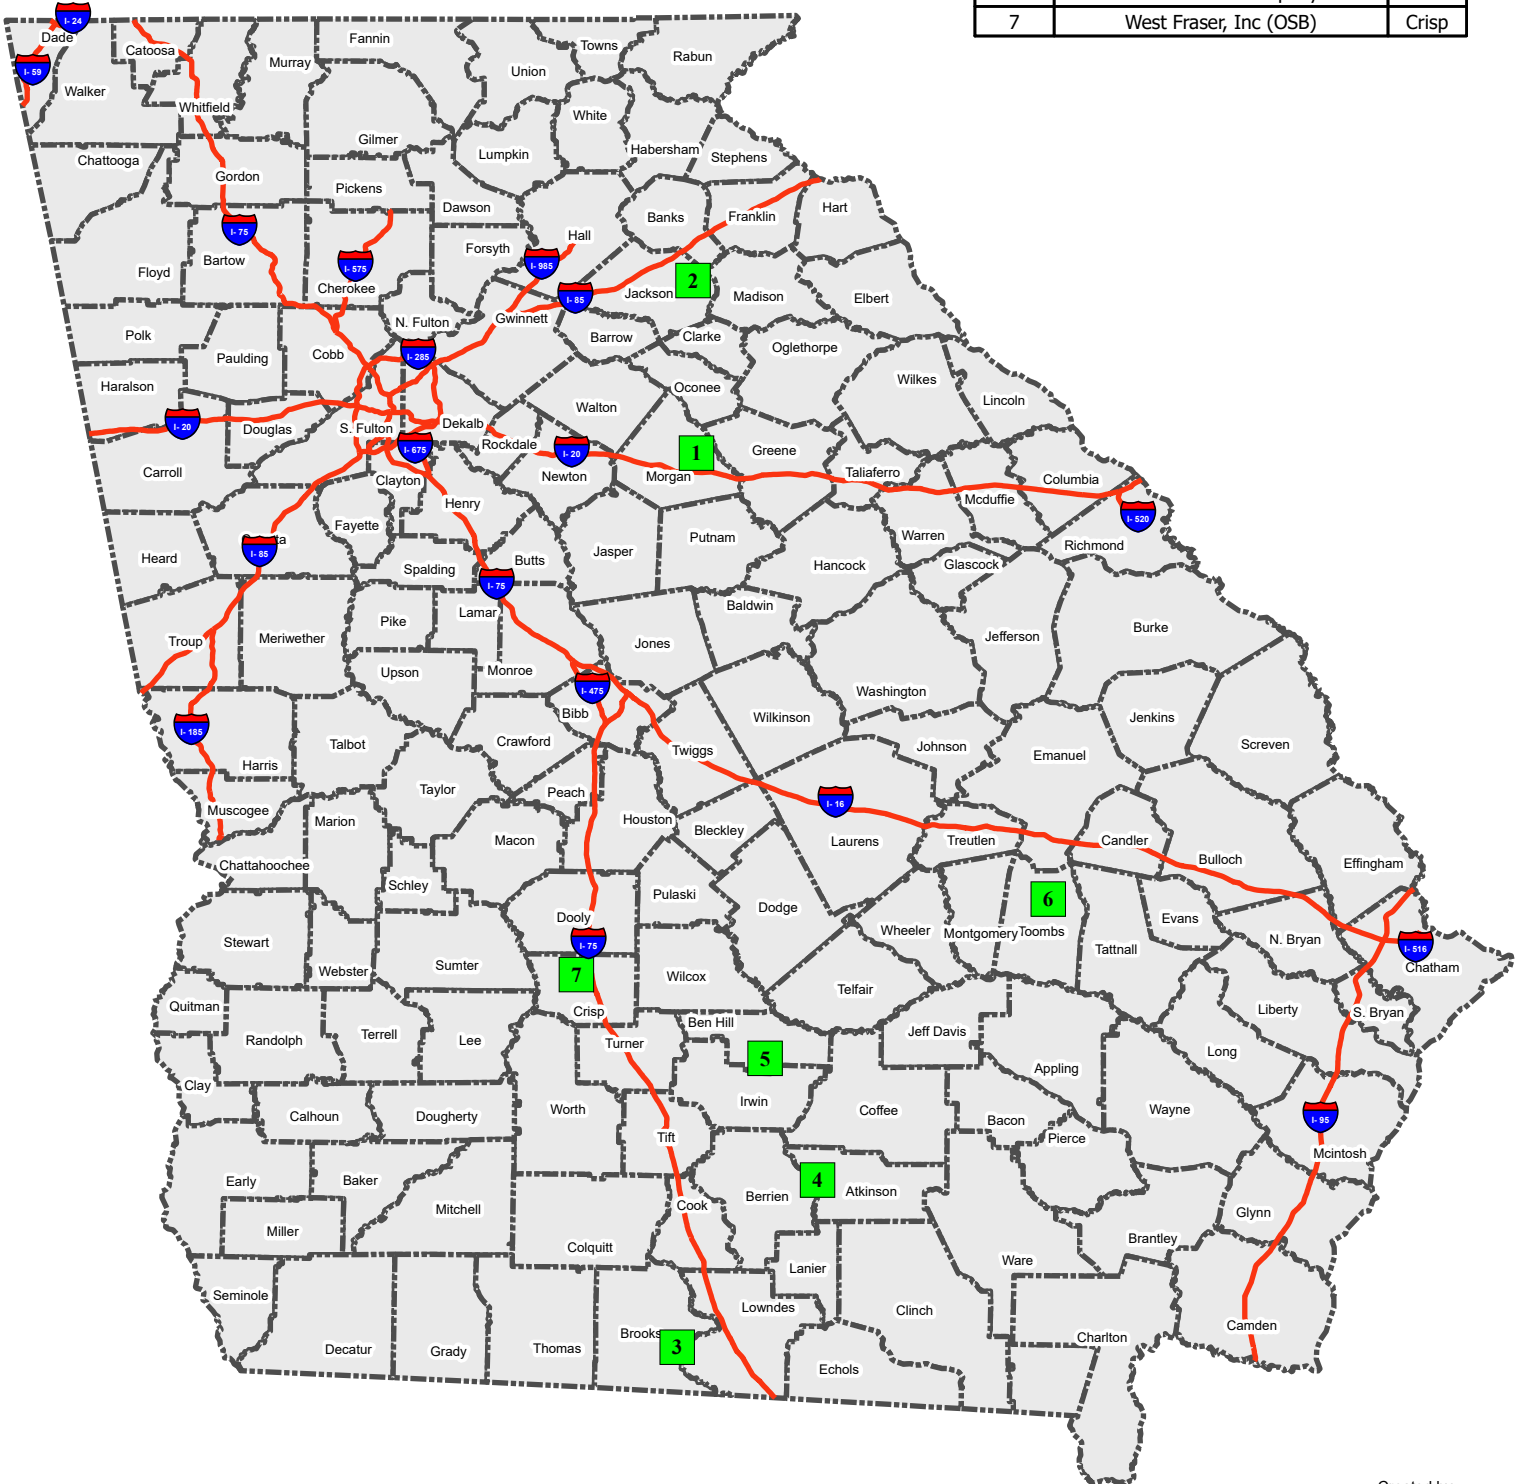 7 West Fraser, Inc (OSB) Crisp
I- 24
Dade
Catoosa
Fannin
Towns
Rabun
Murray
Union
I- 59
Walker
Whitfield
White
Gilmer
Habersham
Stephens
Lumpkin
Chattooga
Gordon
Pickens
Dawson
Banks
Franklin
Hart
I- 75
Hall
Forsyth
I- 985
Bartow
I- 575
Floyd
Cherokee
2
Jackson
I- 85
Madison
Elbert
N. Fulton
Gwinnett
Polk
Barrow
Clarke
Oglethorpe
Paulding
Cobb
I- 285
Haralson
Oconee
Wilkes
Lincoln
Walton
I- 20
Douglas
S. Fulton
Dekalb
Rockdale
I- 675
I- 20
1
Greene
Carroll
Clayton
Newton
Morgan
Taliaferro
Columbia
Henry
Mcduffie
I- 520
Fayette
Putnam
Warren
Richmond
I- 85
Heard
Jasper
Butts
Spalding
Hancock
Glascock
I- 75
Baldwin
Lamar
Pike
Troup
Meriwether
Jones
Jefferson
Burke
Upson
Monroe
I- 475
Washington
Bibb
Wilkinson
Jenkins
I- 185
Talbot
Crawford
Twiggs
Johnson
Emanuel
Screven
Harris
Taylor
Peach
I- 16
Muscogee
Marion
Houston
Bleckley
Macon
Laurens
Treutlen
Candler
Bulloch
Effingham
Chattahoochee
Schley
Pulaski
6
Dooly
Dodge
Evans
Wheeler
Montgomery
Toombs
Stewart
I- 75
N. Bryan
I- 516
Tattnall
Webster
Sumter
7
Wilcox
Chatham
Telfair
Quitman
Crisp
Liberty
S. Bryan
Ben Hill
Jeff Davis
Randolph
Terrell
Lee
Turner
Long
5
Appling
Clay
Irwin
Calhoun
Dougherty
Worth
Coffee
Wayne
I- 95
Bacon
Tift
Pierce
Mcintosh
Early
Baker
4
Berrien
Atkinson
Mitchell
Cook
Glynn
Miller
Colquitt
Brantley
Ware
Lanier
Seminole
Lowndes
Clinch
Camden
Brooks
3
Charlton
Decatur
Grady
Thomas
Echols